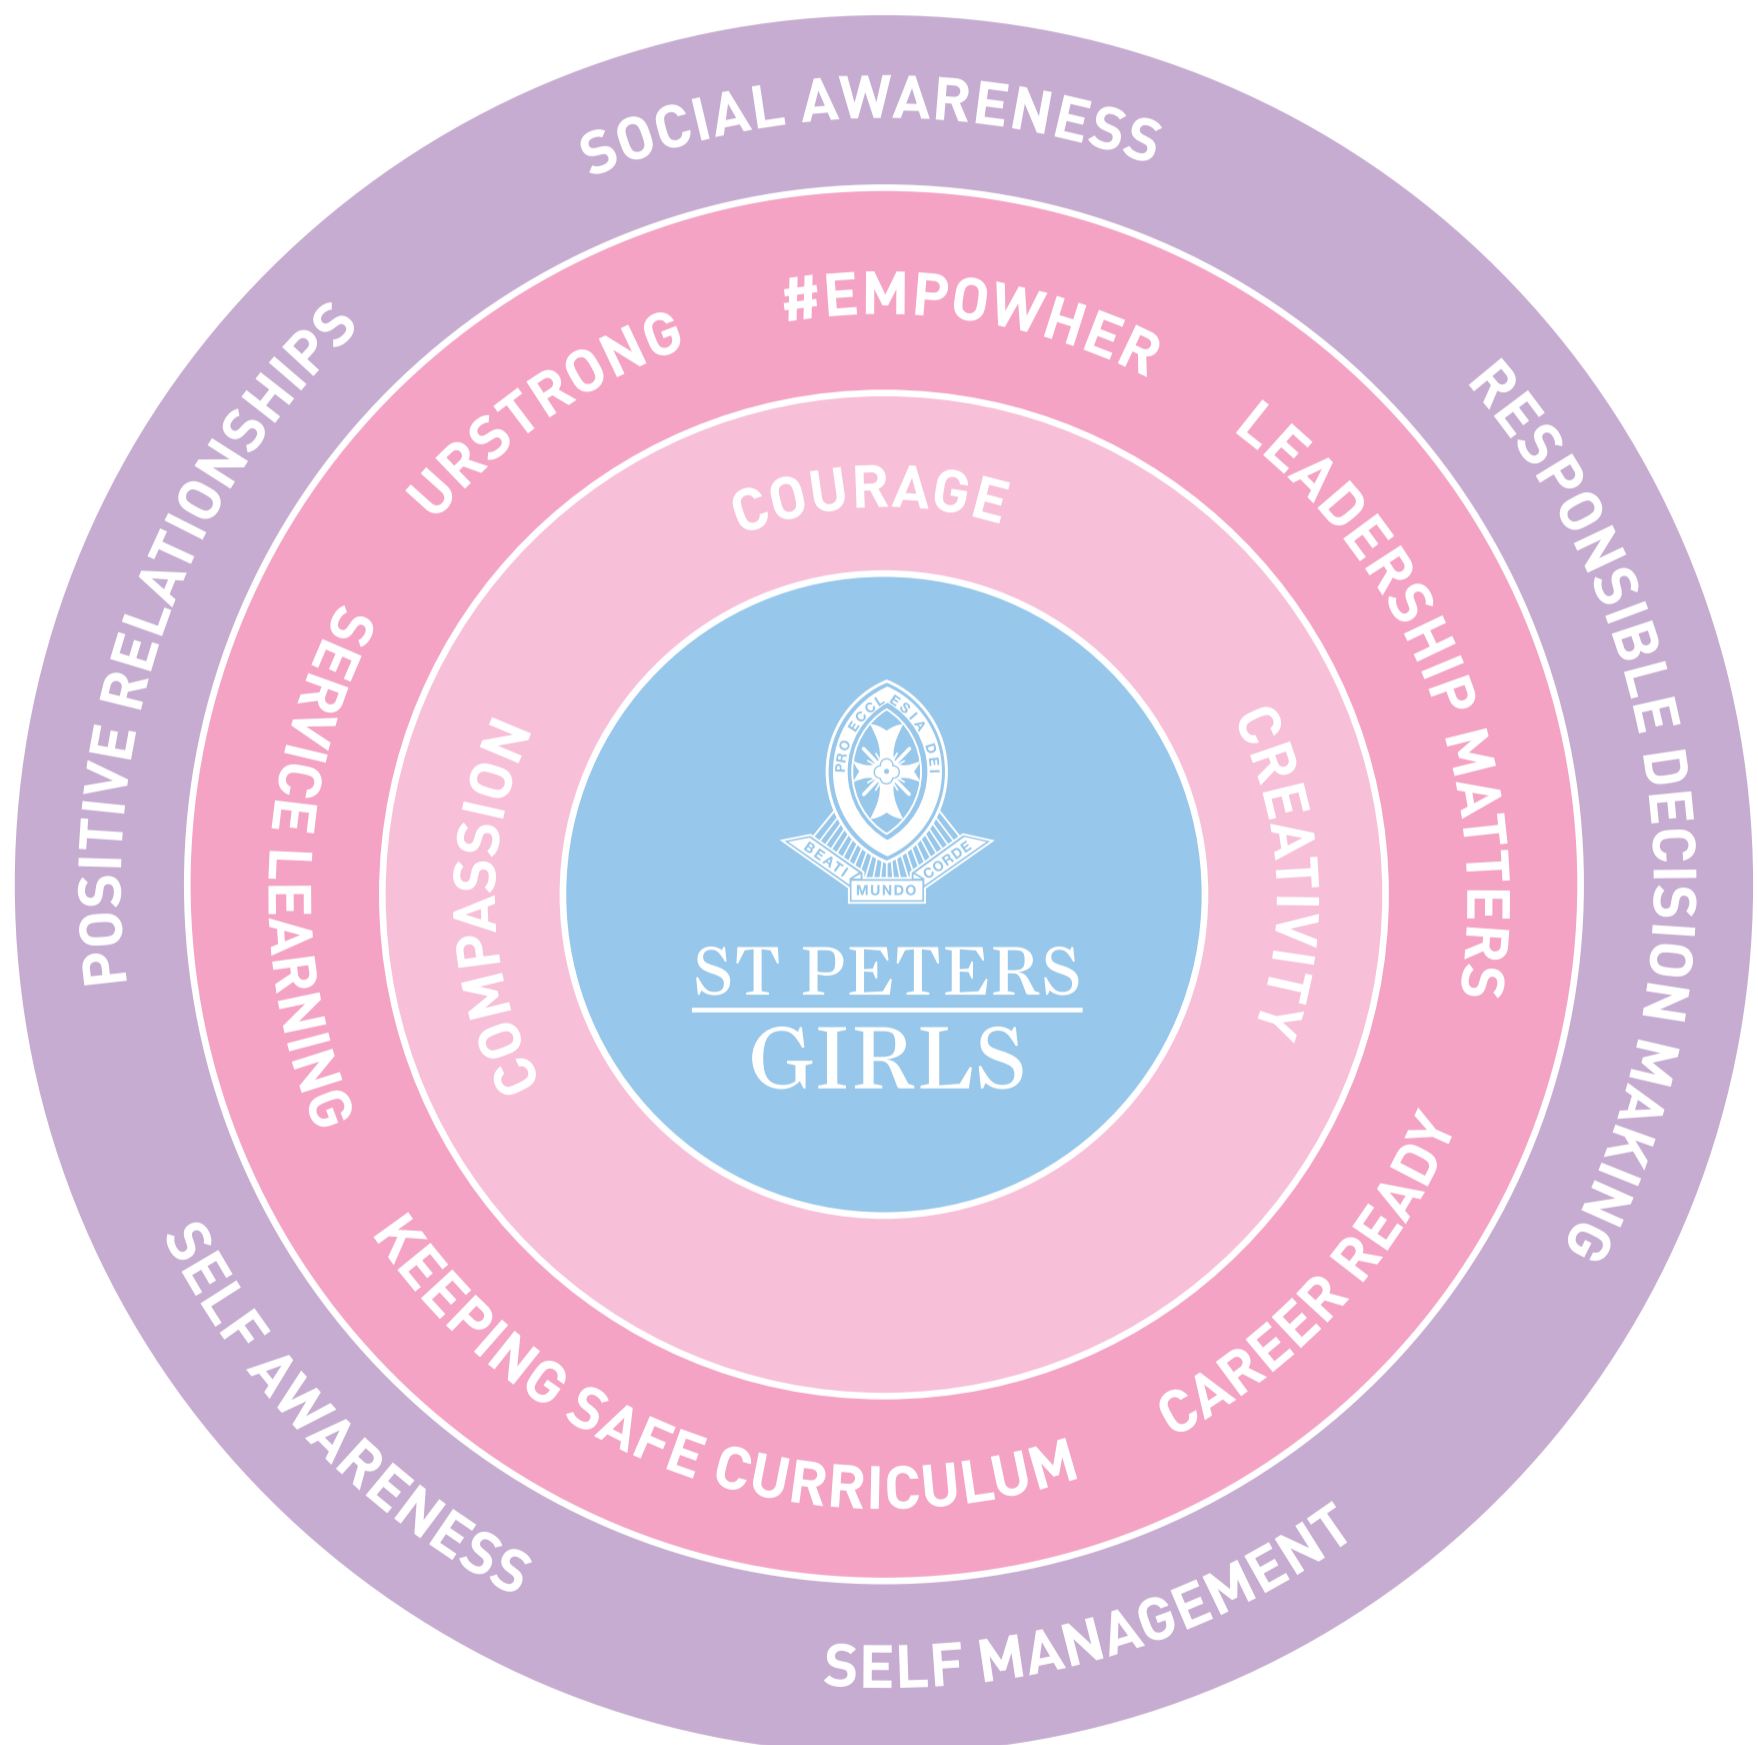 SOCIAL AWARENESS
RESPONSIBLE DECISION MAKING
SELF MANAGEMENT
SELF AWARENESS
POSITIVE RELATIONSHIPS
#EMPOWHER
LEADERSHIP MATTERS
CAREER READY
KEEPING SAFE CURRICULUM
SERVICE LEARNING
URSTRONG
COURAGE
CREATIVITY
COMPASSION
PRO ECCLESIA DEI
BEATI MUNDO CORDE
ST PETERS
GIRLS